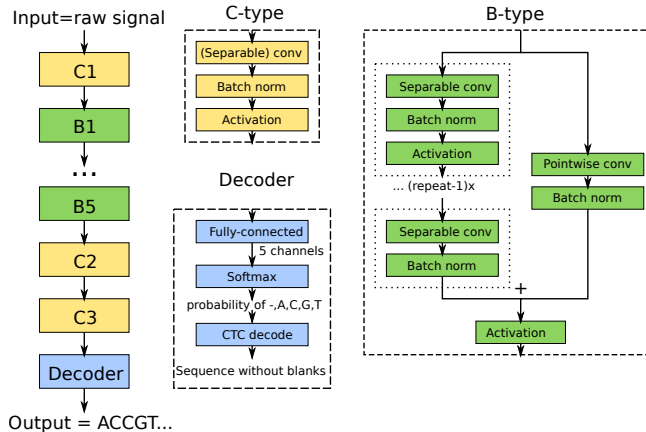 Input=raw signal
C1
B1
...
B5
C2
C3
Decoder
Output = ACCGT...
C-type
(Separable) conv
Batch norm
Activation
Decoder
Fully-connected
5 channels
Softmax
probability of -,A,C,G,T
CTC decode
Sequence without blanks
B-type
Separable conv
Batch norm
Activation
... (repeat-1)x
Separable conv
Batch norm
Pointwise conv
Batch norm
+
Activation